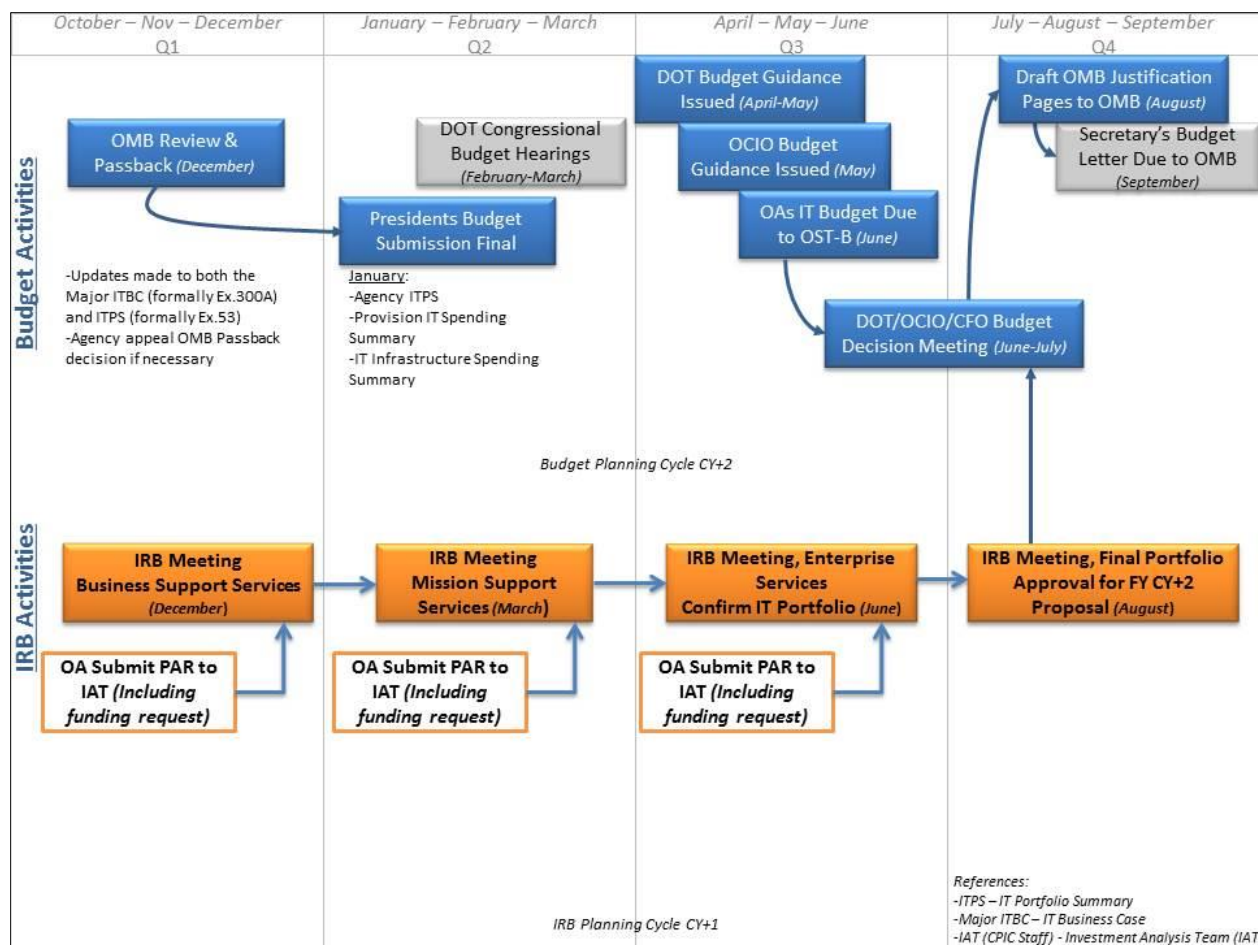 October – Nov – December
Q1
January – February – March
Q2
April – May – June
Q3
July – August – September
Q4
Budget Activities
OMB Review &
Passback (December)
-Updates made to both the
Major ITBC (formally Ex.300A)
and ITPS (formally Ex.53)
-Agency appeal OMB Passback
decision if necessary
DOT Congressional
Budget Hearings
(February-March)
Presidents Budget
Submission Final
January:
-Agency ITPS
-Provision IT Spending
Summary
-IT Infrastructure Spending
Summary
DOT Budget Guidance
Issued (April-May)
OCIO Budget
Guidance Issued (May)
OAs IT Budget Due
to OST-B (June)
DOT/OCIO/CFO Budget
Decision Meeting (June-July)
Draft OMB Justification
Pages to OMB (August)
Secretary's Budget
Letter Due to OMB
(September)
Budget Planning Cycle CY+2
IRB Activities
IRB Meeting
Business Support Services
(December)
IRB Meeting
Mission Support
Services (March)
IRB Meeting, Enterprise
Services
Confirm IT Portfolio (June)
IRB Meeting, Final Portfolio
Approval for FY CY+2
Proposal (August)
OA Submit PAR to
IAT (Including
funding request)
OA Submit PAR to
IAT (Including
funding request)
OA Submit PAR to
IAT (Including
funding request)
IRB Planning Cycle CY+1
References:
-ITPS – IT Portfolio Summary
-Major ITBC – IT Business Case
-IAT (CPIC Staff) - Investment Analysis Team (IAT